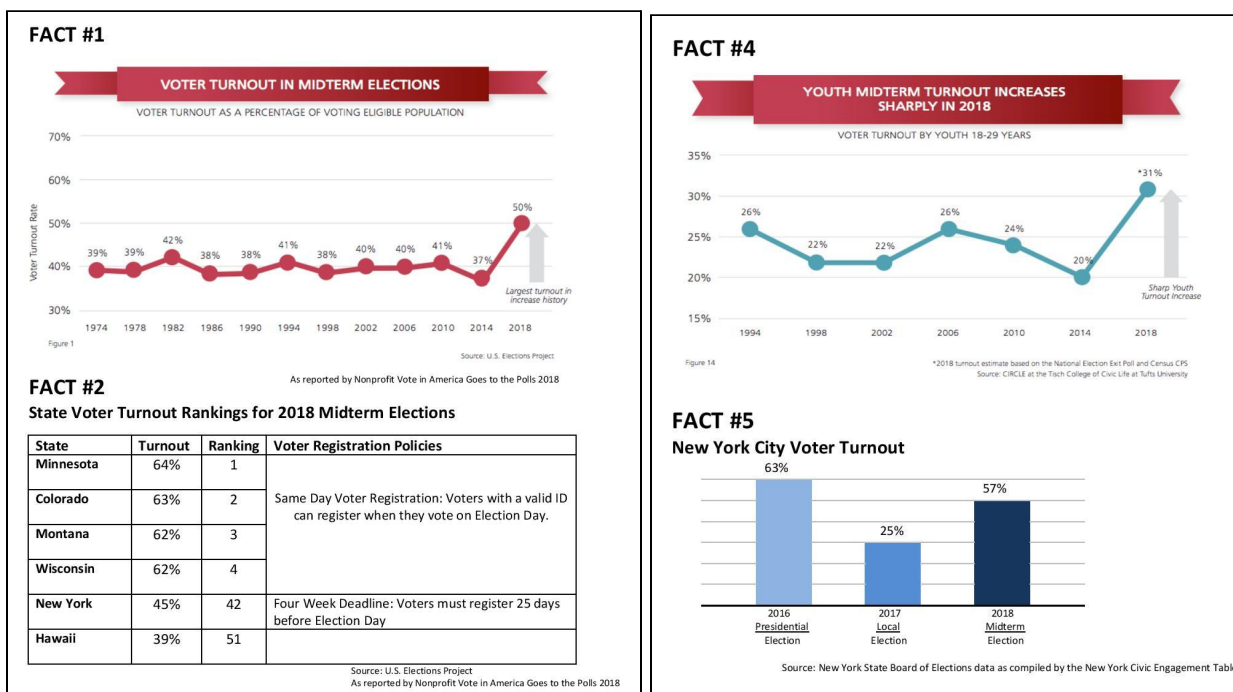 FACT #1
VOTER TURNOUT IN MIDTERM ELECTIONS
VOTER TURNOUT AS A PERCENTAGE OF VOTING ELIGIBLE POPULATION
70%
60%
50%
40%
30%
Voter Turnout Rate
39%
39%
42%
38%
38%
41%
38%
40%
40%
41%
37%
50%
Largest turnout in
increase history
1974 1978 1982 1986 1990 1994 1998 2002 2006 2010 2014 2018
Figure 1
Source: U.S. Elections Project
As reported by Nonprofit Vote in America Goes to the Polls 2018
FACT #2
State Voter Turnout Rankings for 2018 Midterm Elections
State Turnout Ranking Voter Registration Policies
Minnesota 64% 1
Colorado 63% 2 Same Day Voter Registration: Voters with a valid ID
can register when they vote on Election Day.
Montana 62% 3
Wisconsin 62% 4
New York 45% 42 Four Week Deadline: Voters must register 25 days
before Election Day
Hawaii 39% 51
Source: U.S. Elections Project
As reported by Nonprofit Vote in America Goes to the Polls 2018
FACT #4
YOUTH MIDTERM TURNOUT INCREASES
SHARPLY IN 2018
VOTER TURNOUT BY YOUTH 18-29 YEARS
35%
30%
25%
20%
15%
26%
22%
22%
26%
24%
20%
*31%
Sharp Youth
Turnout Increase
1994 1998 2002 2006 2010 2014 2018
Figure 14
*2018 turnout estimate based on the National Election Exit Poll and Census CPS
Source: CIRCLE at the Tisch College of Civic Life at Tufts University
FACT #5
New York City Voter Turnout
63%
25%
57%
2016 2017 2018
Presidential Local Midterm
Election Election Election
Source: New York State Board of Elections data as compiled by the New York Civic Engagement